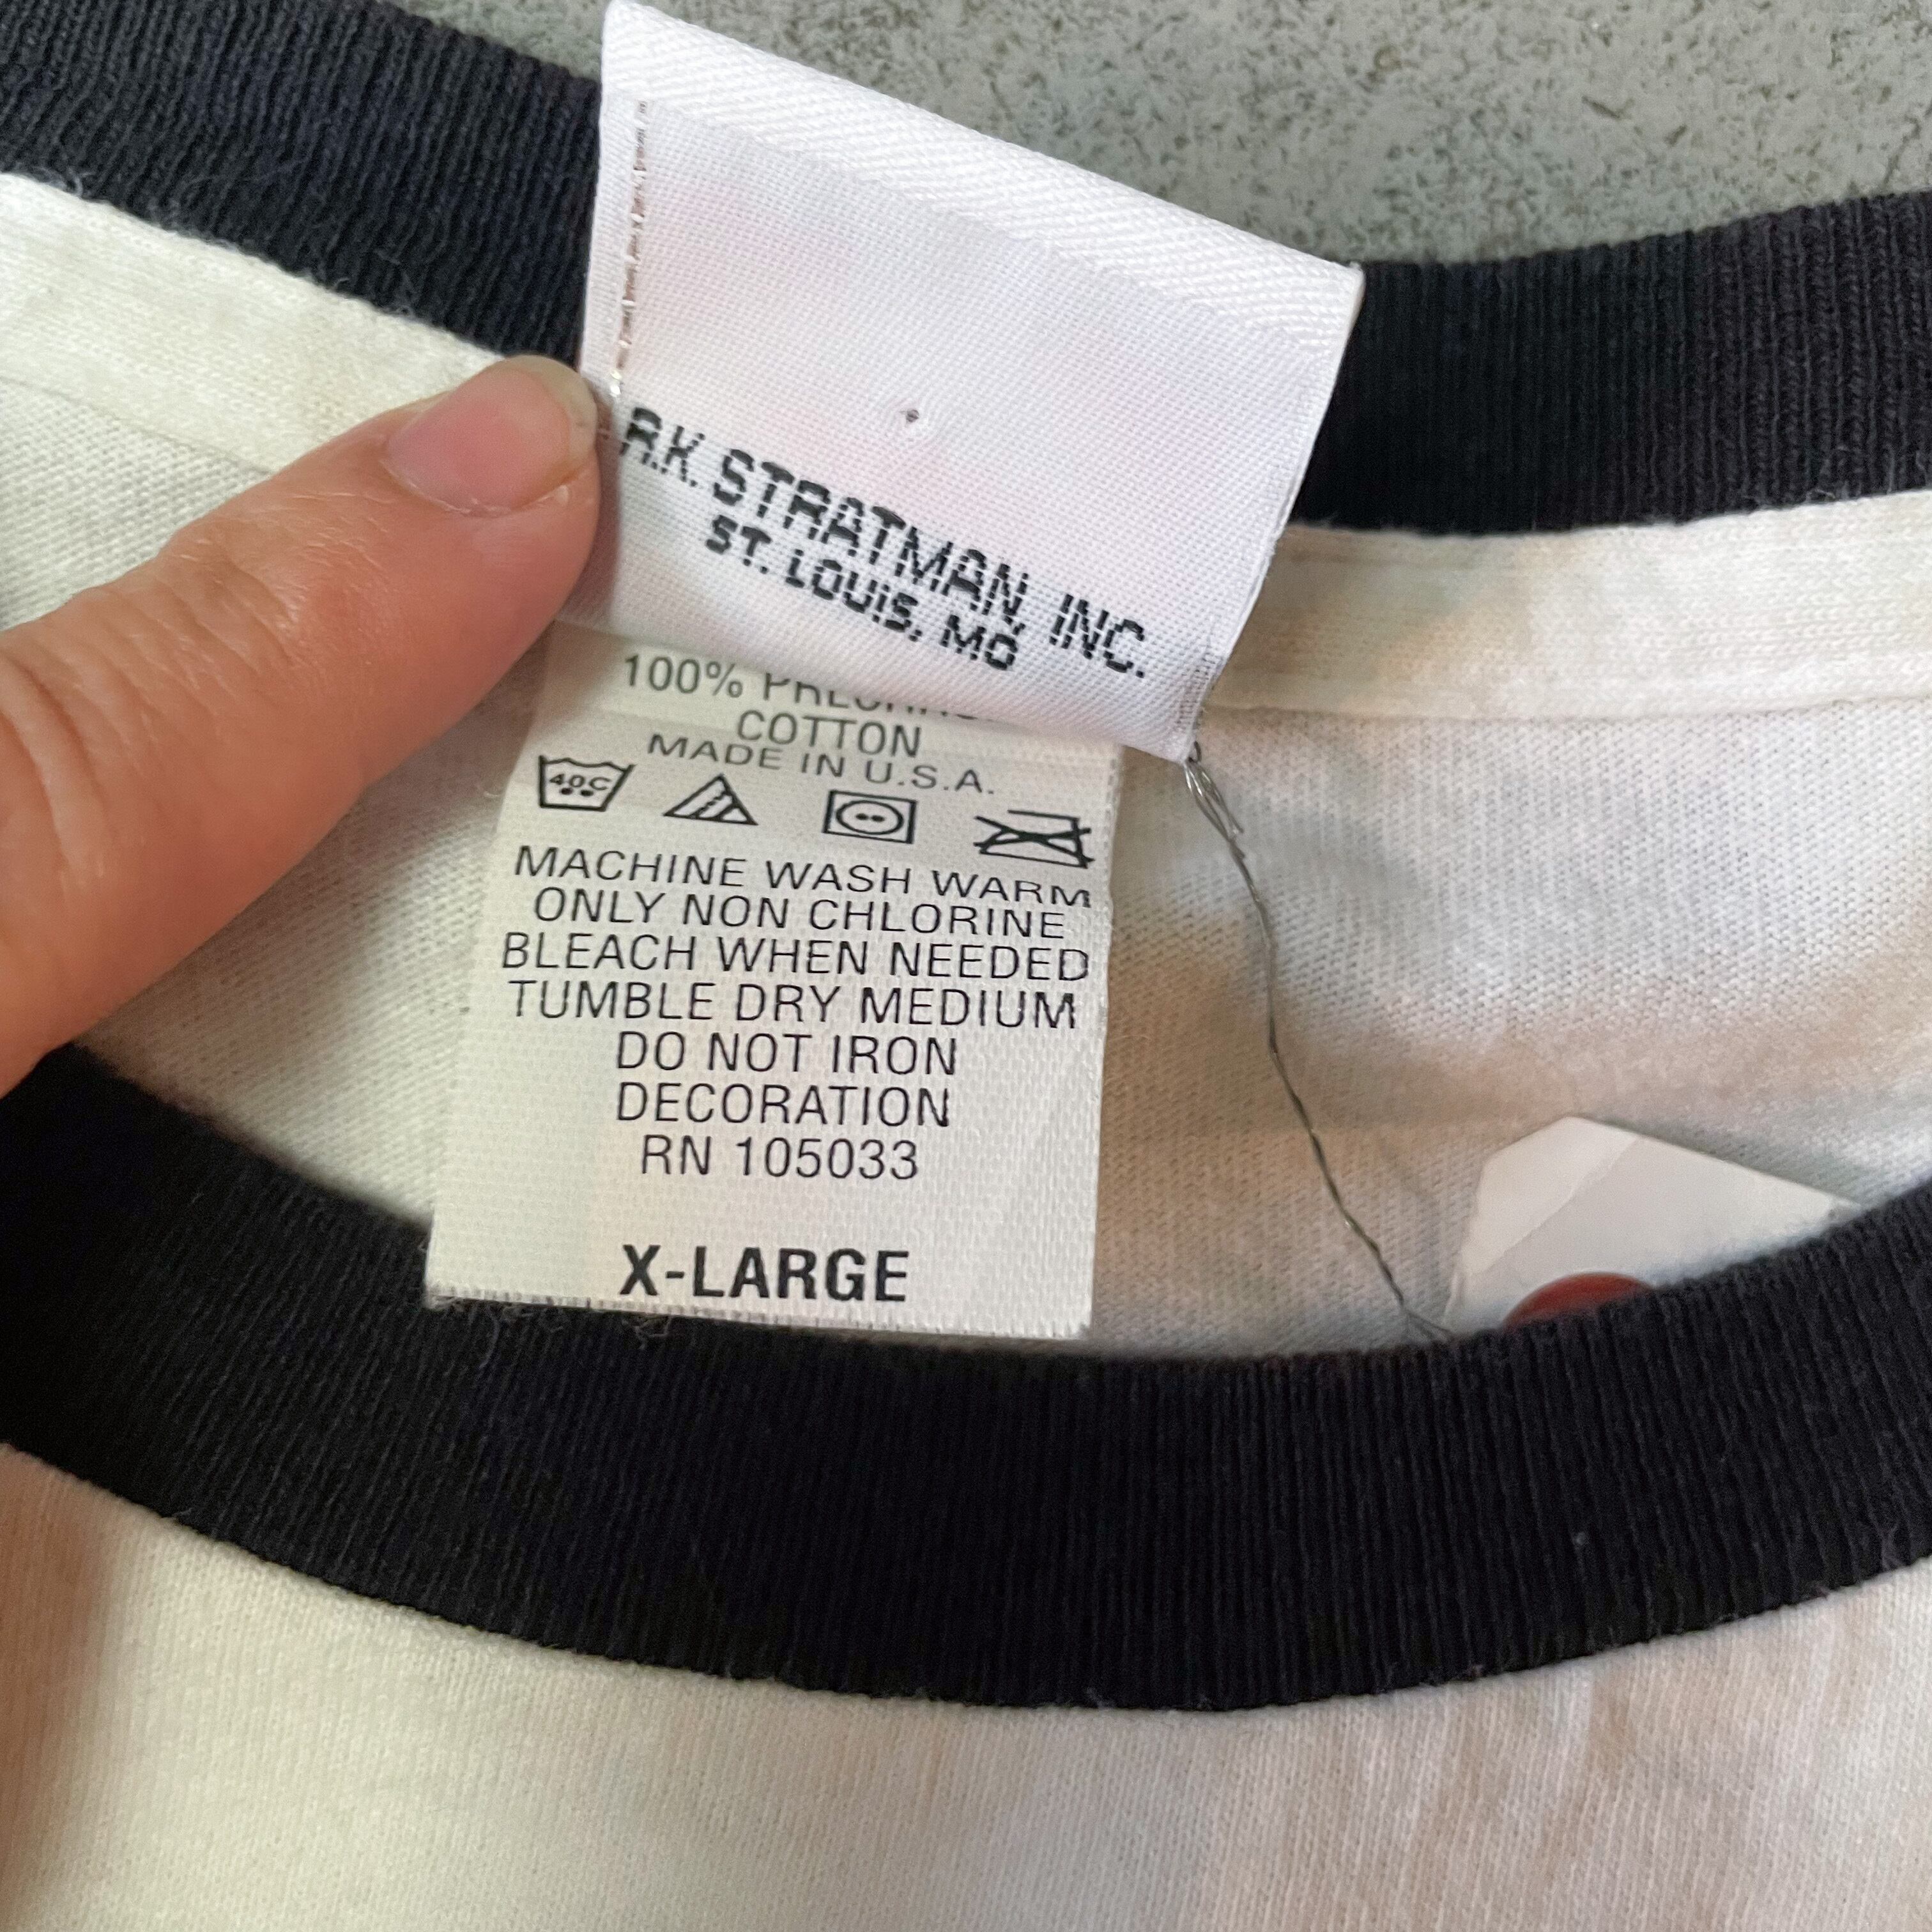 R.K. STRATMAN, INC.
ST. LOUIS, MO
100%
COTTON
MADE IN U.S.A.
40C
MACHINE WASH WARM
ONLY NON CHLORINE
BLEACH WHEN NEEDED
TUMBLE DRY MEDIUM
DO NOT IRON
DECORATION
RN 105033
X-LARGE